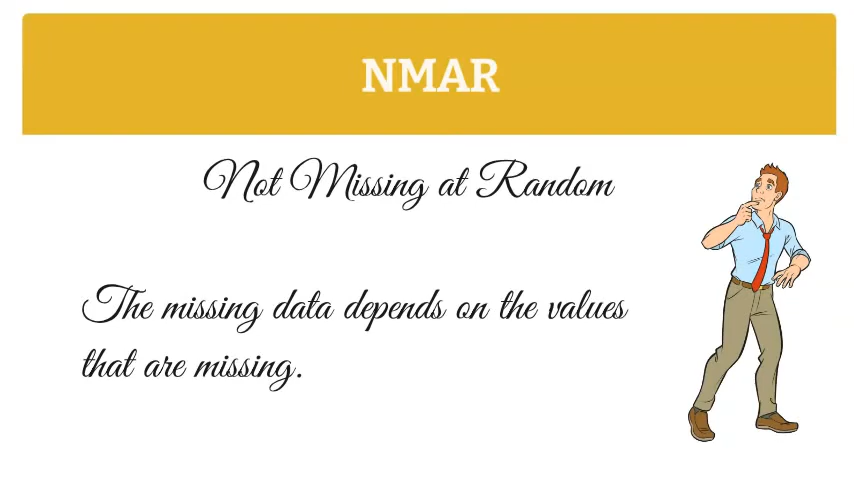 NMAR
Not Missing at Random
The missing data depends on the values
that are missing.